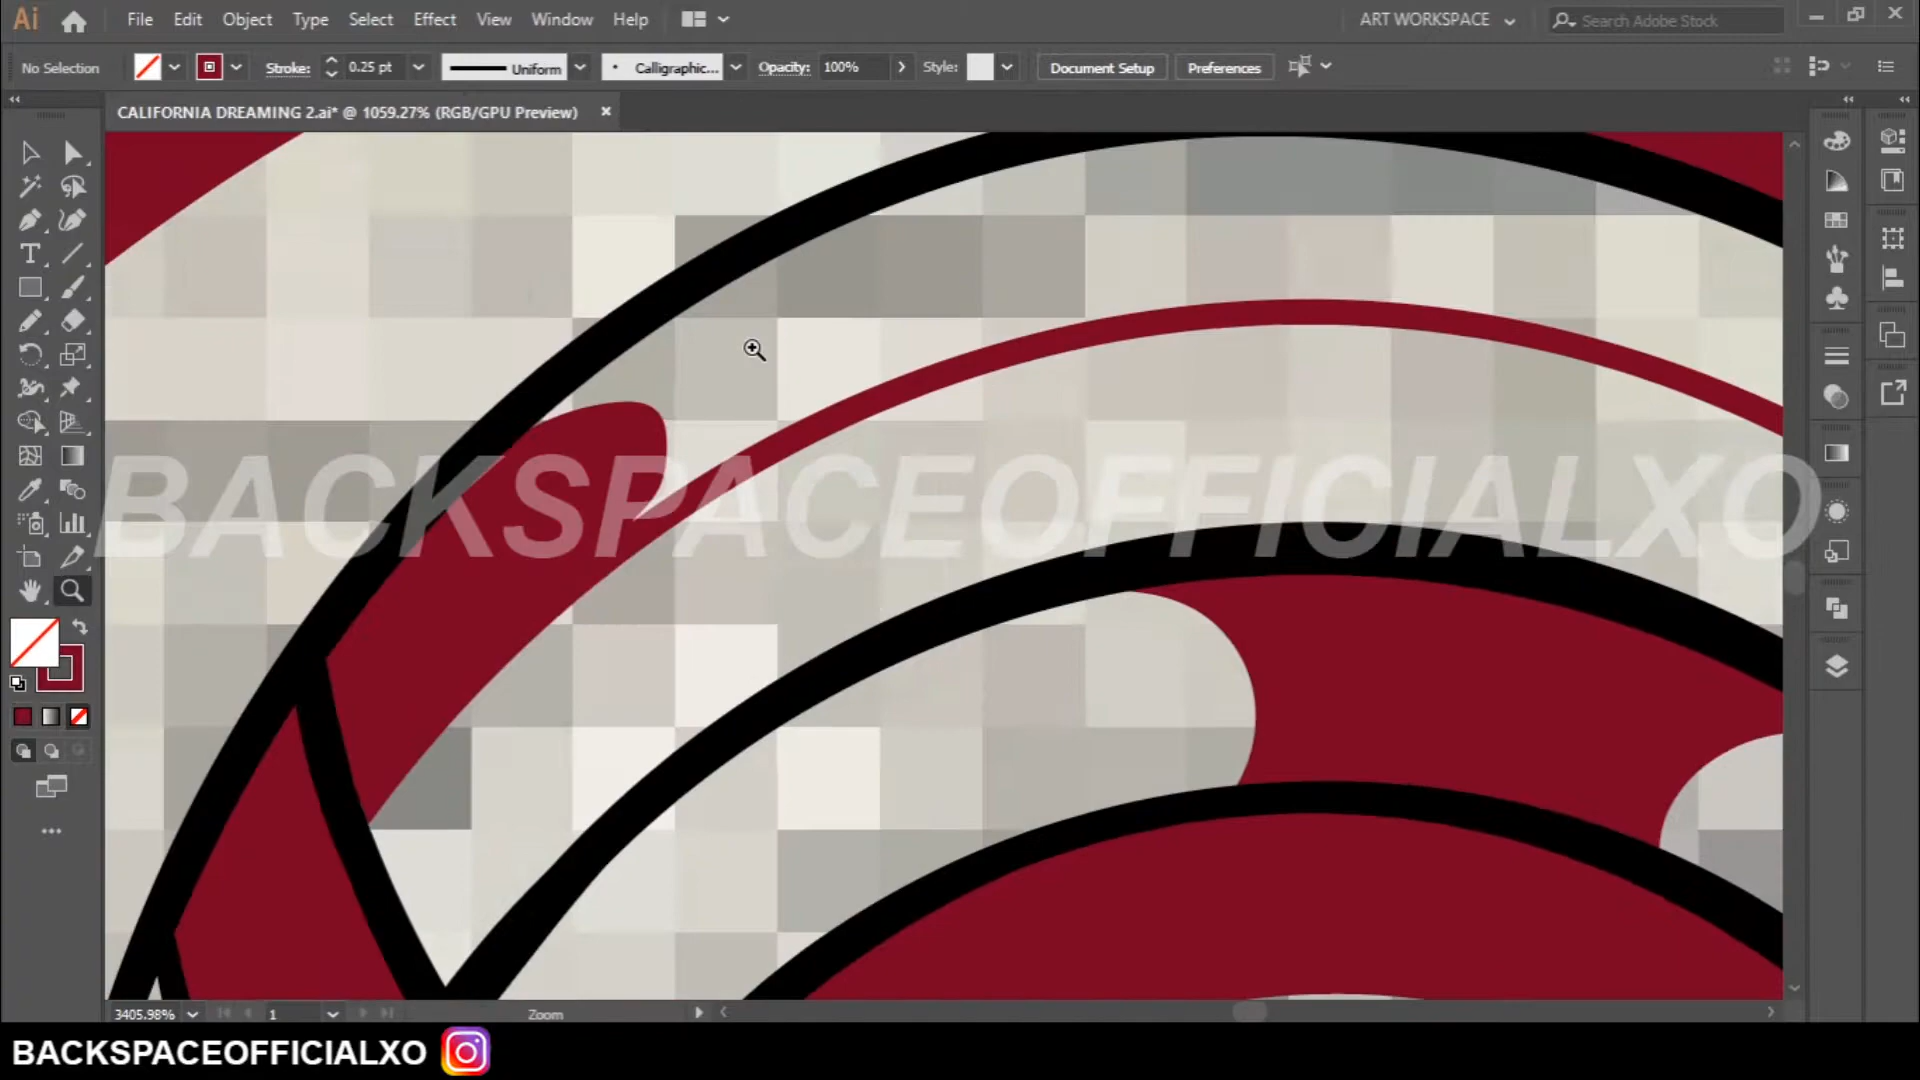 Ai File Edit Object Type Select Effect View Window Help ART WORKSPACE Search Adobe Stock
No Selection Stroke: 0.25 pt Uniform Calligraphic... Opacity: 100% Style: Document Setup Preferences
CALIFORNIA DREAMING 2.ai* @ 1059.27% (RGB/GPU Preview)
BACKSPACEOFFICIALXO
3405.98% 1 Zoom
BACKSPACEOFFICIALXO